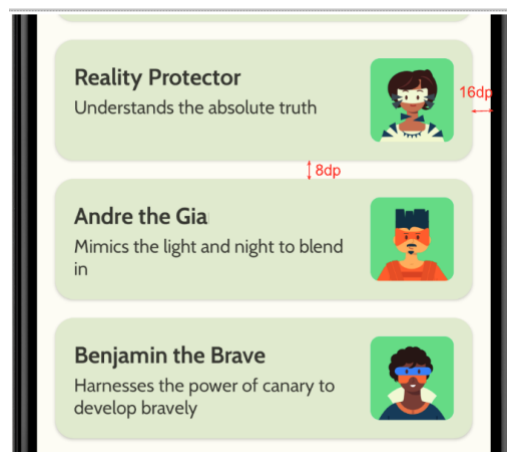 Reality Protector
Understands the absolute truth
16dp
8dp
Andre the Gia
Mimics the light and night to blend
in
Benjamin the Brave
Harnesses the power of canary to
develop bravely